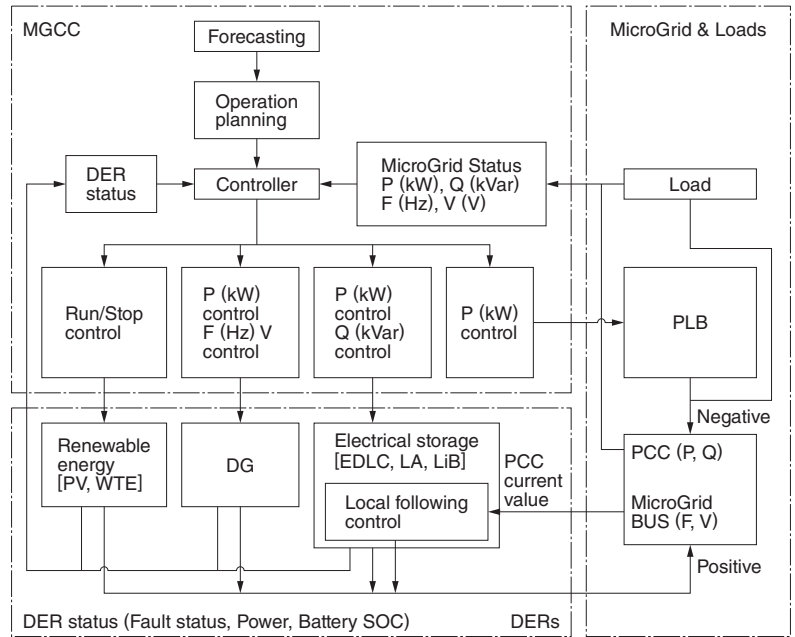 MGCC
Forecasting
MicroGrid & Loads
Operation
planning
DER
status
Controller
MicroGrid Status
P (kW), Q (kVar)
F (Hz), V (V)
Load
Run/Stop
control
P (kW)
control
F (Hz) V
control
P (kW)
control
Q (kVar)
control
P (kW)
control
PLB
Negative
Renewable
energy
[PV, WTE]
DG
Electrical storage
[EDLC, LA, LiB]
Local following
control
PCC
current
value
PCC (P, Q)
MicroGrid
BUS (F, V)
Positive
DER status (Fault status, Power, Battery SOC)
DERs